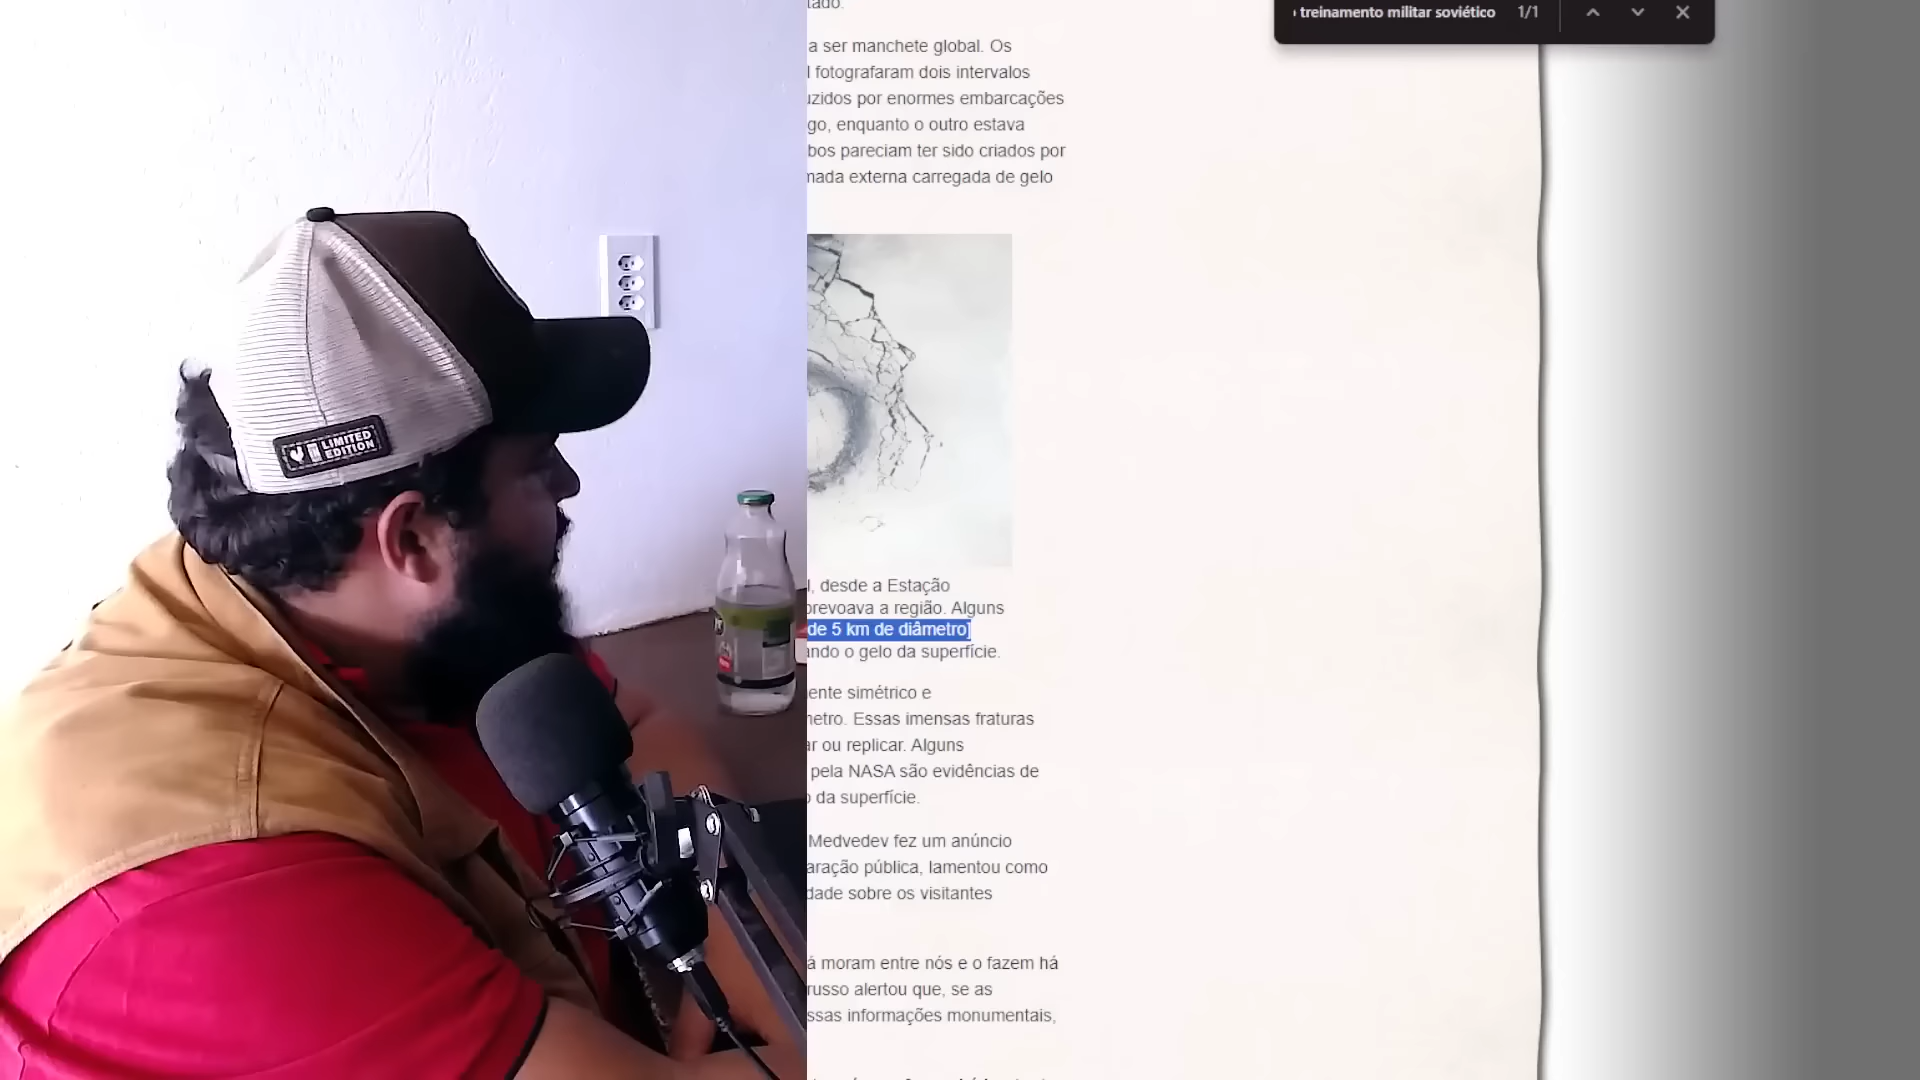 tado.
treinamento militar soviético 1/1
a ser manchete global. Os
fotografaram dois intervalos
uzidos por enormes embarcações
go, enquanto o outro estava
bos pareciam ter sido criados por
mada externa carregada de gelo
LIMITED
EDITION
l, desde a Estação
brevoava a região. Alguns
de 5 km de diâmetro]
ando o gelo da superfície.
ente simétrico e
netro. Essas imensas fraturas
ar ou replicar. Alguns
pela NASA são evidências de
o da superfície.
Medvedev fez um anúncio
aração pública, lamentou como
dade sobre os visitantes
á moram entre nós e o fazem há
russo alertou que, se as
ssas informações monumentais,